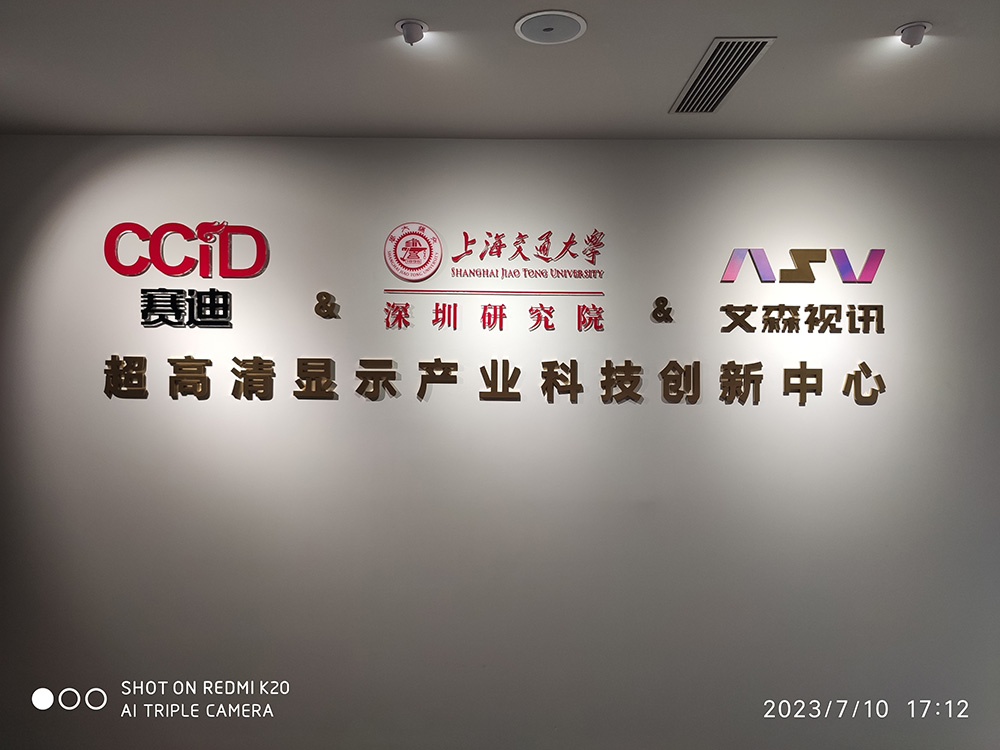 CCID
赛迪
&
上海交通大学
SHANGHAI JIAO TONG UNIVERSITY
深圳研究院
&
ASV
艾森视讯
超高清显示产业科技创新中心
SHOT ON REDMI K20
AI TRIPLE CAMERA
2023/7/10 17:12